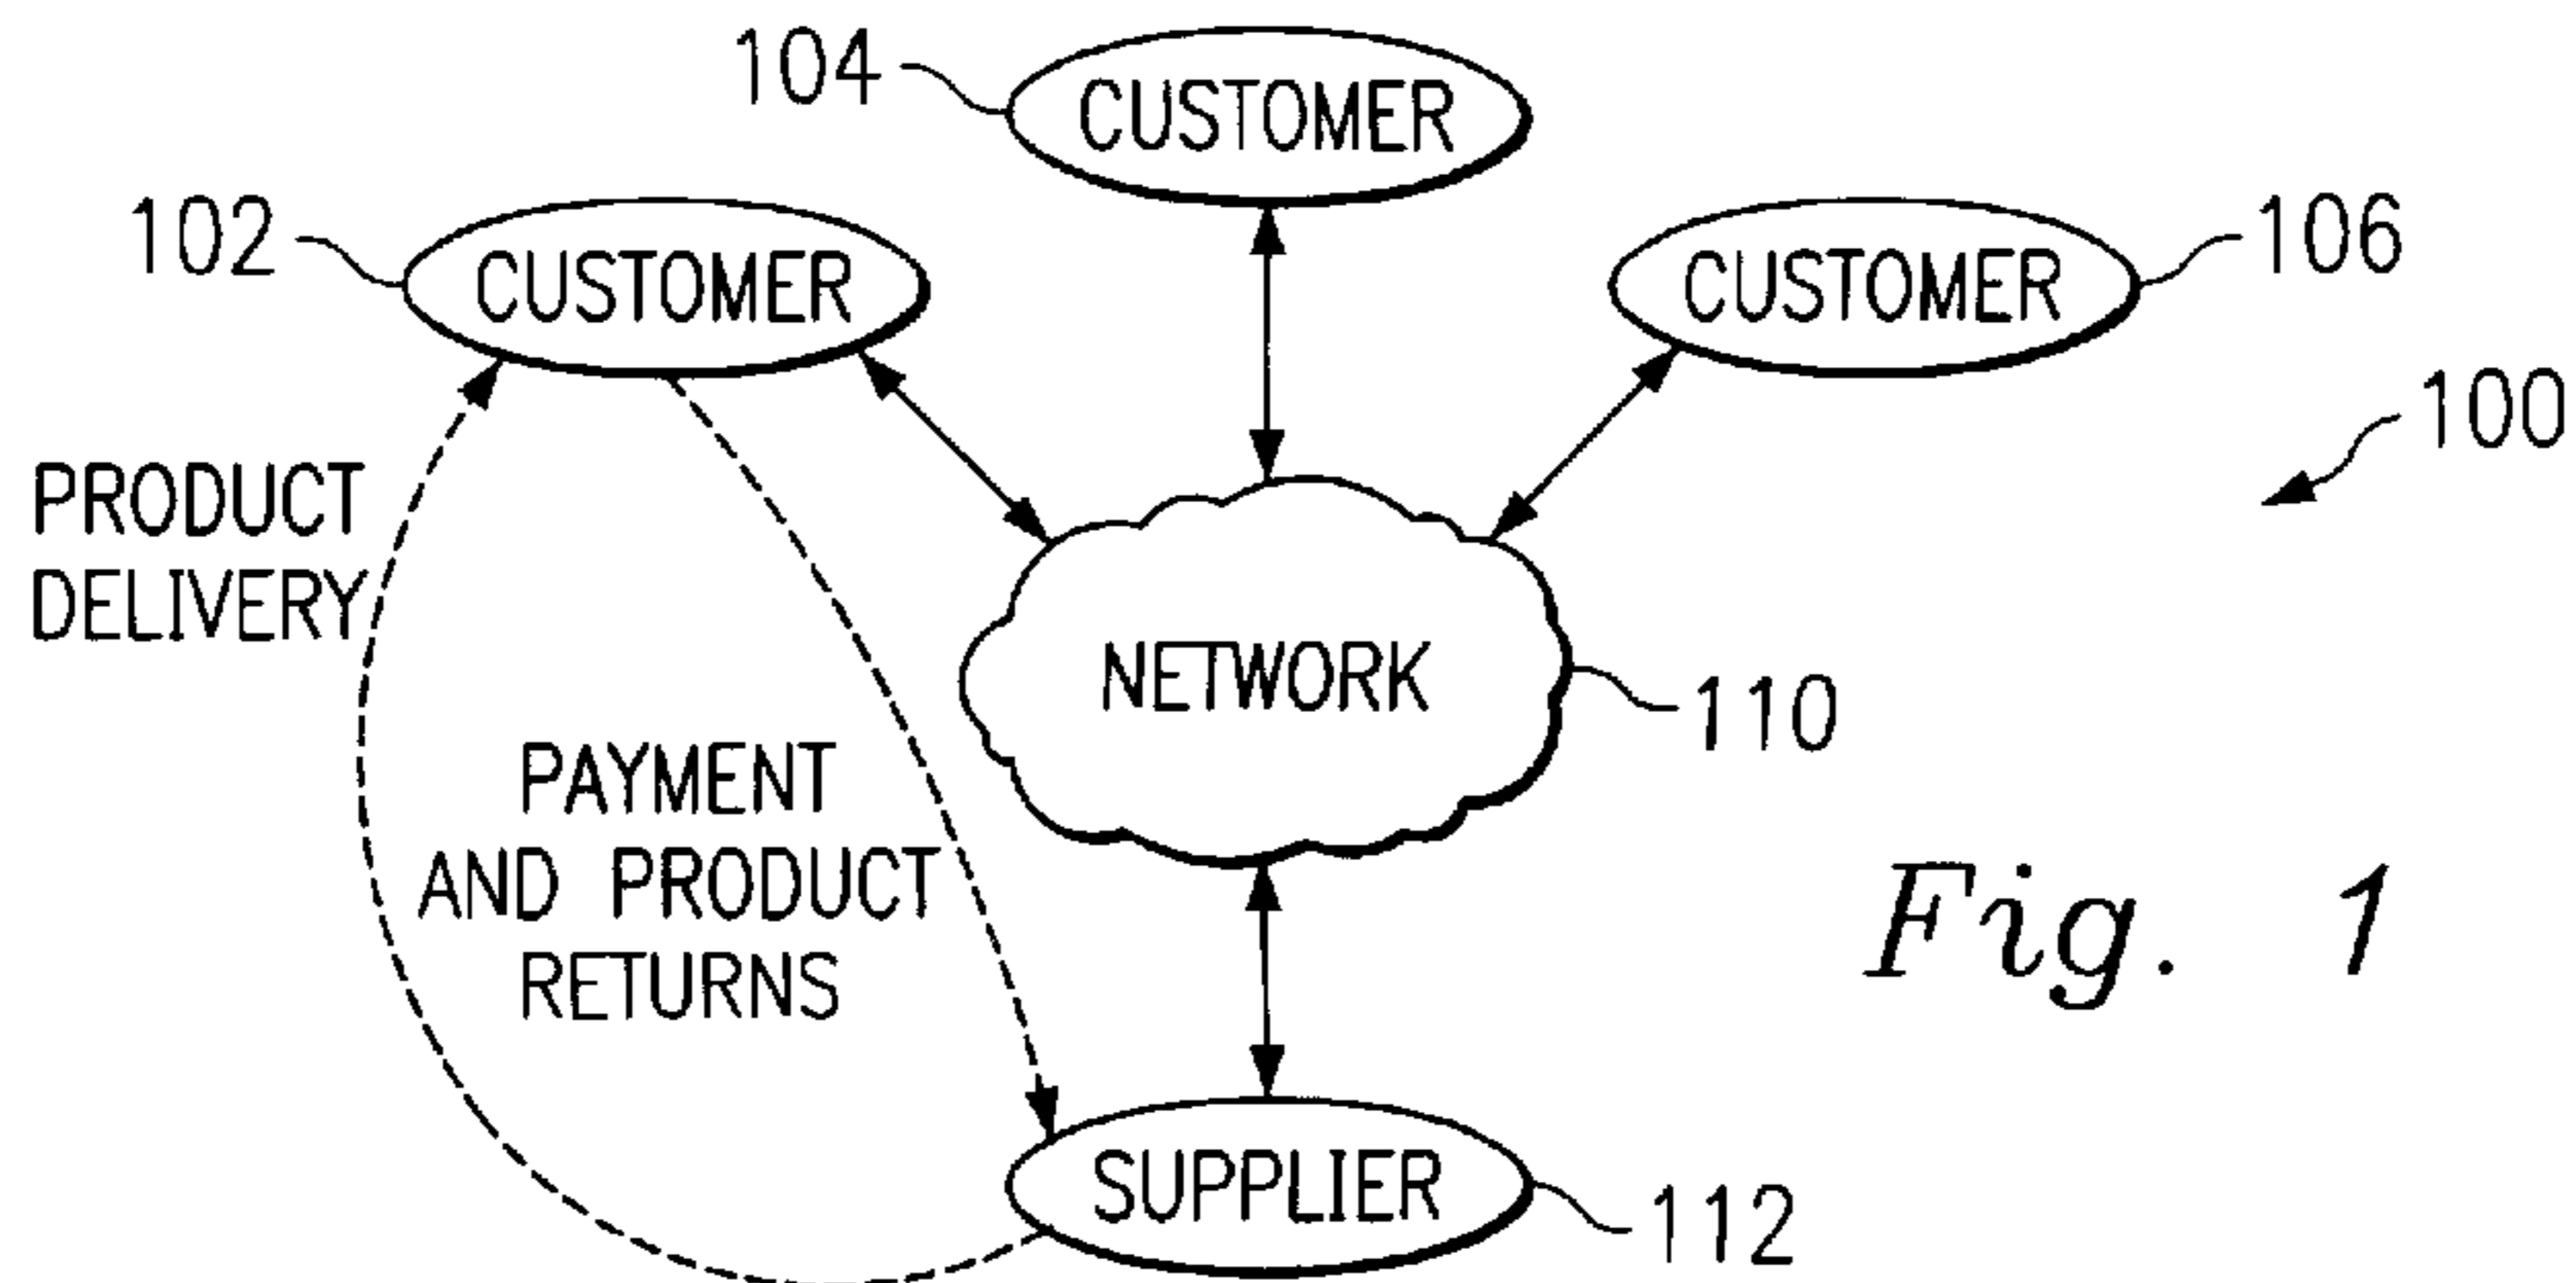 104
CUSTOMER
102
CUSTOMER
CUSTOMER
106
100
PRODUCT
DELIVERY
NETWORK
110
PAYMENT
AND PRODUCT
RETURNS
Fig. 1
SUPPLIER
112